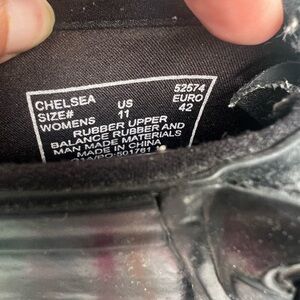 CHELSEA US 52574
SIZE# 11 EURO
WOMENS 42
RUBBER UPPER
BALANCE RUBBER AND
MAN MADE MATERIALS
MADE IN CHINA